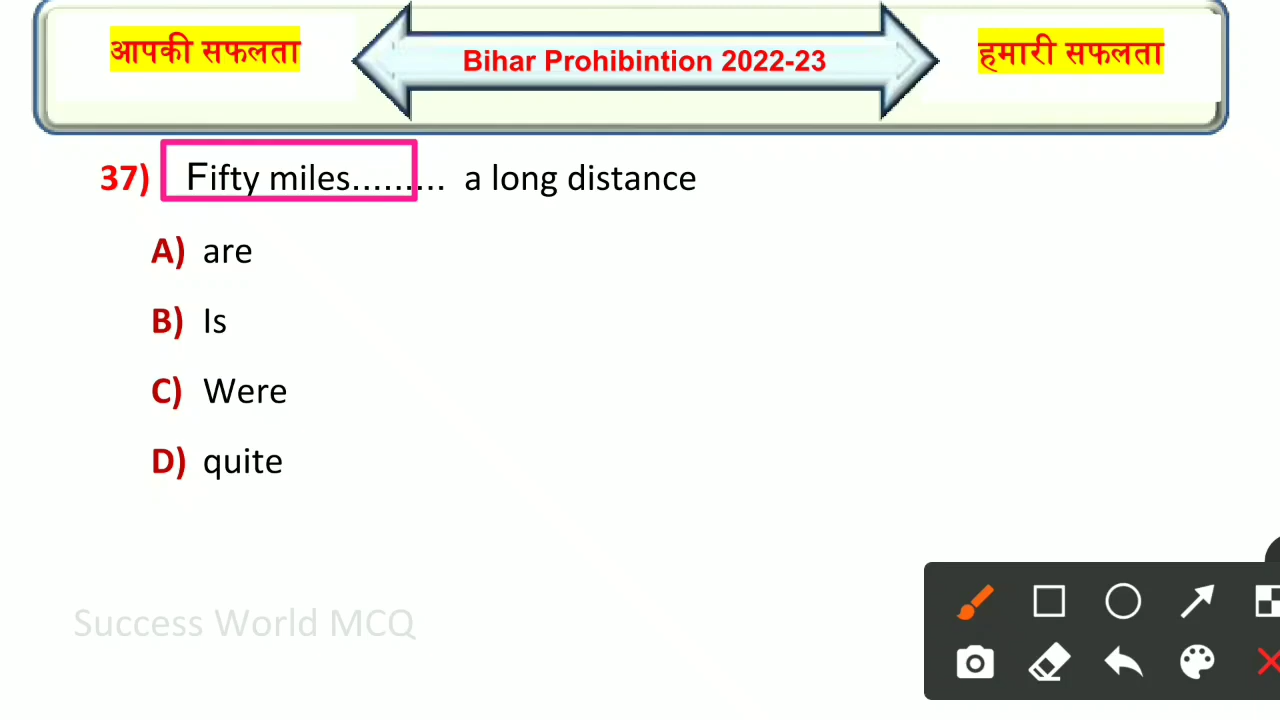 आपकी सफलता
Bihar Prohibintion 2022-23
हमारी सफलता
37) Fifty miles.......... a long distance
A) are
B) Is
C) Were
D) quite
Success World MCQ